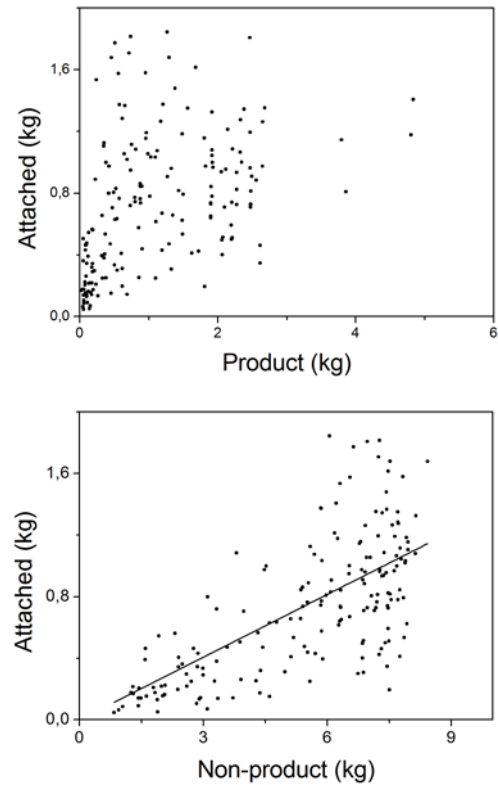 1,6
0,8
0,0
Attached (kg)
0 2 4 6
Product (kg)
1,6
0,8
0,0
Attached (kg)
0 3 6 9
Non-product (kg)